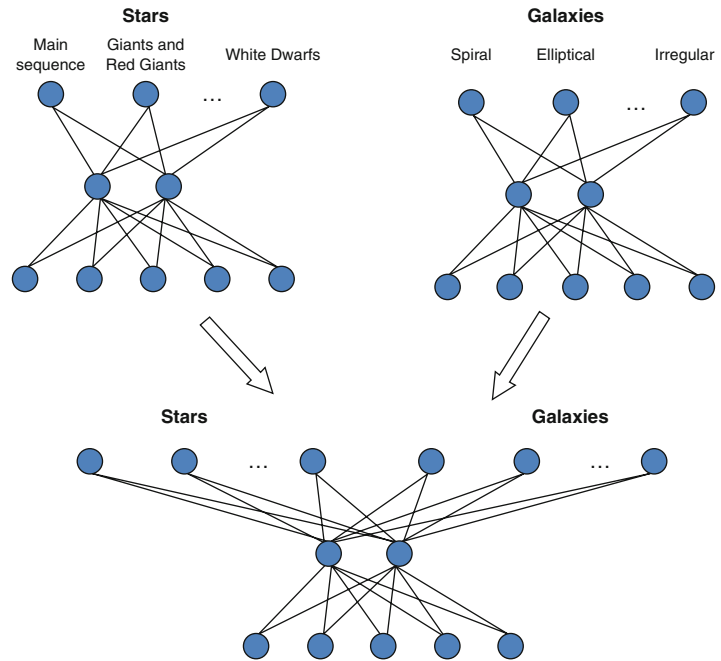 Stars
Main
sequence
Giants and
Red Giants
White Dwarfs
...
Galaxies
Spiral
Elliptical
Irregular
...
Stars
Galaxies
...
...